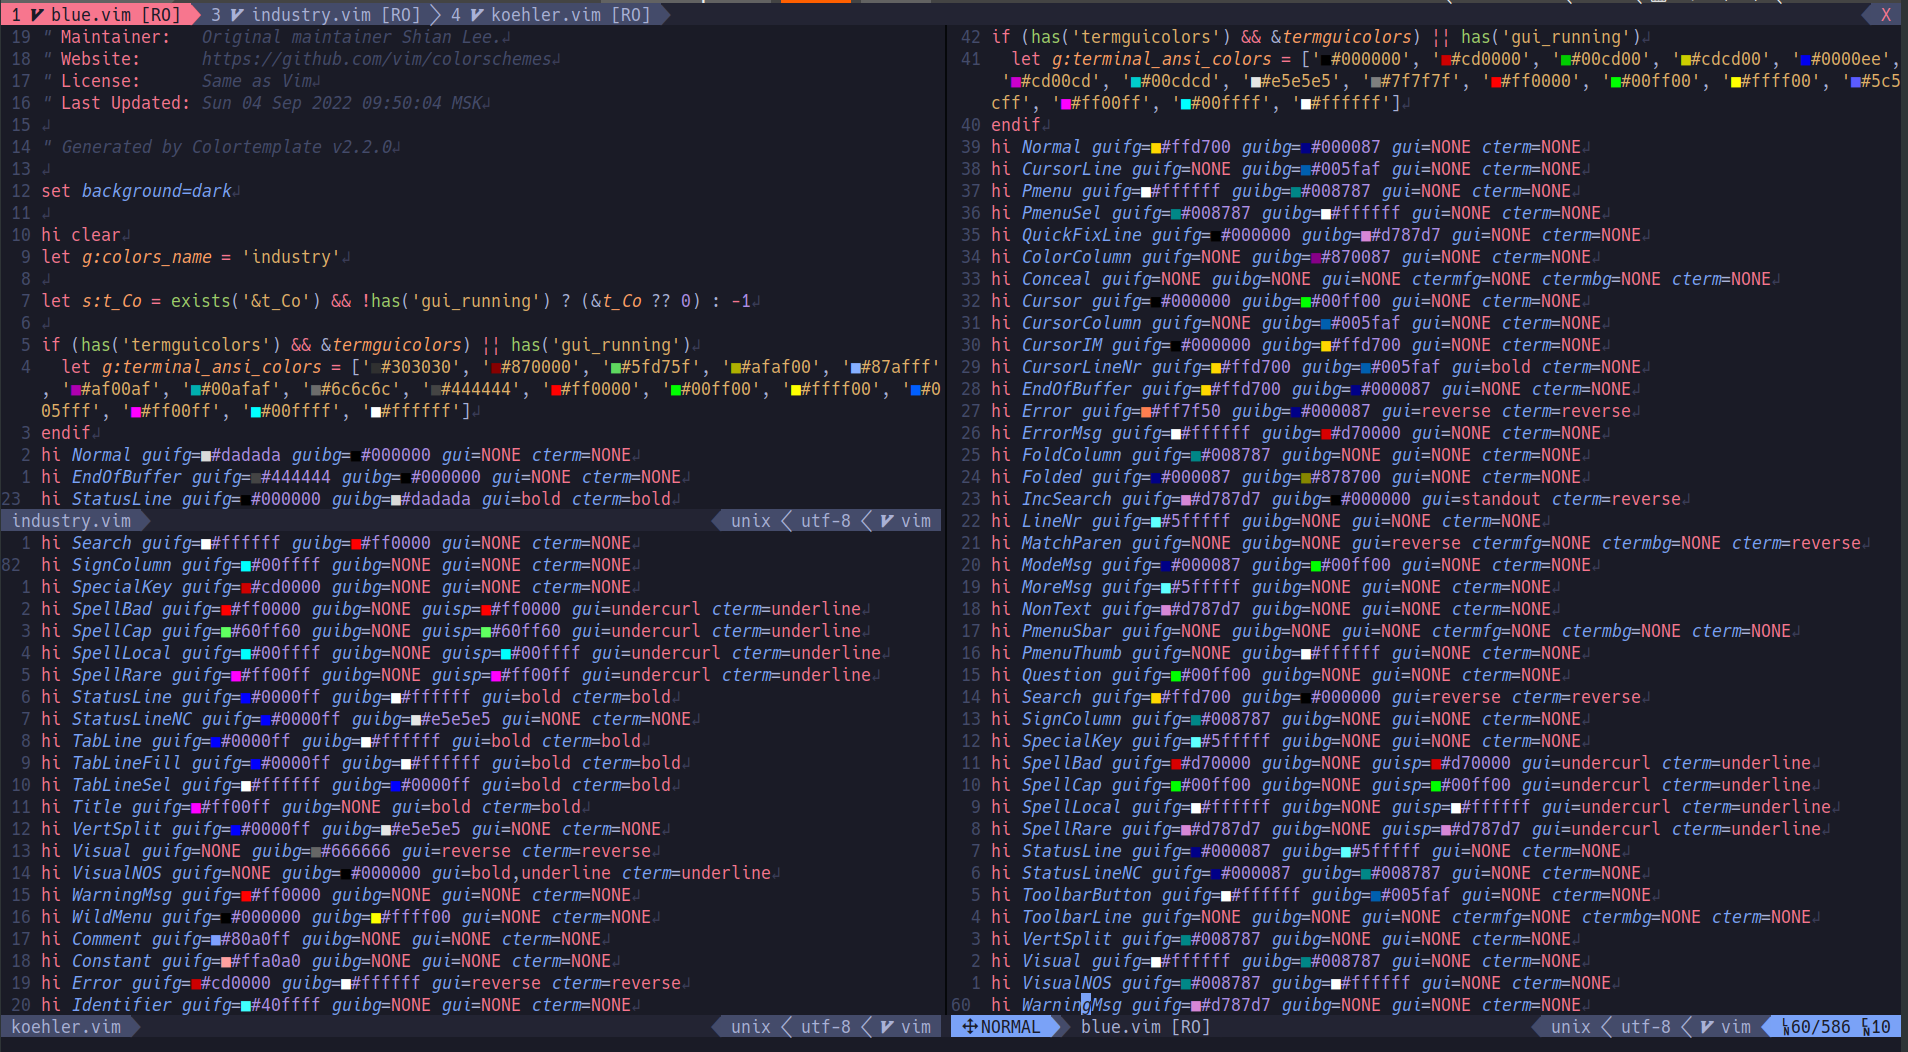 1 blue.vim [RO] 3 industry.vim [RO] 4 koehler.vim [RO] X
19 " Maintainer: Original maintainer Shian Lee.
18 " Website: https://github.com/vim/colorschemes
17 " License: Same as Vim
16 " Last Updated: Sun 04 Sep 2022 09:50:04 MSK
15
14 " Generated by Colortemplate v2.2.0
13
12 set background=dark
11
10 hi clear
9 let g:colors_name = 'industry'
8
7 let s:t_Co = exists('&t_Co') && !has('gui_running') ? (&t_Co ?? 0) : -1
6
5 if (has('termguicolors') && &termguicolors) || has('gui_running')
4 let g:terminal_ansi_colors = ['#303030', '#870000', '#5fd75f', '#afaf00', '#87afff'
, '#af00af', '#00afaf', '#6c6c6c', '#444444', '#ff0000', '#00ff00', '#ffff00', '#0
05fff', '#ff00ff', '#00ffff', '#ffffff']
3 endif
2 hi Normal guifg=#dadada guibg=#000000 gui=NONE cterm=NONE
1 hi EndOfBuffer guifg=#444444 guibg=#000000 gui=NONE cterm=NONE
23 hi StatusLine guifg=#000000 guibg=#dadada gui=bold cterm=bold
industry.vim unix utf-8 vim
1 hi Search guifg=#ffffff guibg=#ff0000 gui=NONE cterm=NONE
82 hi SignColumn guifg=#00ffff guibg=NONE gui=NONE cterm=NONE
1 hi SpecialKey guifg=#cd0000 guibg=NONE gui=NONE cterm=NONE
2 hi SpellBad guifg=#ff0000 guibg=NONE guisp=#ff0000 gui=undercurl cterm=underline
3 hi SpellCap guifg=#60ff60 guibg=NONE guisp=#60ff60 gui=undercurl cterm=underline
4 hi SpellLocal guifg=#00ffff guibg=NONE guisp=#00ffff gui=undercurl cterm=underline
5 hi SpellRare guifg=#ff00ff guibg=NONE guisp=#ff00ff gui=undercurl cterm=underline
6 hi StatusLine guifg=#0000ff guibg=#ffffff gui=bold cterm=bold
7 hi StatusLineNC guifg=#0000ff guibg=#e5e5e5 gui=NONE cterm=NONE
8 hi TabLine guifg=#0000ff guibg=#ffffff gui=bold cterm=bold
9 hi TabLineFill guifg=#0000ff guibg=#ffffff gui=bold cterm=bold
10 hi TabLineSel guifg=#ffffff guibg=#0000ff gui=bold cterm=bold
11 hi Title guifg=#ff00ff guibg=NONE gui=bold cterm=bold
12 hi VertSplit guifg=#0000ff guibg=#e5e5e5 gui=NONE cterm=NONE
13 hi Visual guifg=NONE guibg=#666666 gui=reverse cterm=reverse
14 hi VisualNOS guifg=NONE guibg=#000000 gui=bold,underline cterm=underline
15 hi WarningMsg guifg=#ff0000 guibg=NONE gui=NONE cterm=NONE
16 hi WildMenu guifg=#000000 guibg=#ffff00 gui=NONE cterm=NONE
17 hi Comment guifg=#80a0ff guibg=NONE gui=NONE cterm=NONE
18 hi Constant guifg=#ffa0a0 guibg=NONE gui=NONE cterm=NONE
19 hi Error guifg=#cd0000 guibg=#ffffff gui=reverse cterm=reverse
20 hi Identifier guifg=#40ffff guibg=NONE gui=NONE cterm=NONE
koehler.vim unix utf-8 vim
42 if (has('termguicolors') && &termguicolors) || has('gui_running')
41 let g:terminal_ansi_colors = ['#000000', '#cd0000', '#00cd00', '#cdcd00', '#0000ee',
'#cd00cd', '#00cdcd', '#e5e5e5', '#7f7f7f', '#ff0000', '#00ff00', '#ffff00', '#5c5
cff', '#ff00ff', '#00ffff', '#ffffff']
40 endif
39 hi Normal guifg=#ffd700 guibg=#000087 gui=NONE cterm=NONE
38 hi CursorLine guifg=NONE guibg=#005faf gui=NONE cterm=NONE
37 hi Pmenu guifg=#ffffff guibg=#008787 gui=NONE cterm=NONE
36 hi PmenuSel guifg=#008787 guibg=#ffffff gui=NONE cterm=NONE
35 hi QuickFixLine guifg=#000000 guibg=#d787d7 gui=NONE cterm=NONE
34 hi ColorColumn guifg=NONE guibg=#870087 gui=NONE cterm=NONE
33 hi Conceal guifg=NONE guibg=NONE gui=NONE ctermfg=NONE ctermbg=NONE cterm=NONE
32 hi Cursor guifg=#000000 guibg=#00ff00 gui=NONE cterm=NONE
31 hi CursorColumn guifg=NONE guibg=#005faf gui=NONE cterm=NONE
30 hi CursorIM guifg=#000000 guibg=#ffd700 gui=NONE cterm=NONE
29 hi CursorLineNr guifg=#ffd700 guibg=#005faf gui=bold cterm=NONE
28 hi EndOfBuffer guifg=#ffd700 guibg=#000087 gui=NONE cterm=NONE
27 hi Error guifg=#ff7f50 guibg=#000087 gui=reverse cterm=reverse
26 hi ErrorMsg guifg=#ffffff guibg=#d70000 gui=NONE cterm=NONE
25 hi FoldColumn guifg=#008787 guibg=NONE gui=NONE cterm=NONE
24 hi Folded guifg=#000087 guibg=#878700 gui=NONE cterm=NONE
23 hi IncSearch guifg=#d787d7 guibg=#000000 gui=standout cterm=reverse
22 hi LineNr guifg=#5fffff guibg=NONE gui=NONE cterm=NONE
21 hi MatchParen guifg=NONE guibg=NONE gui=reverse ctermfg=NONE ctermbg=NONE cterm=reverse
20 hi ModeMsg guifg=#000087 guibg=#00ff00 gui=NONE cterm=NONE
19 hi MoreMsg guifg=#5fffff guibg=NONE gui=NONE cterm=NONE
18 hi NonText guifg=#d787d7 guibg=NONE gui=NONE cterm=NONE
17 hi PmenuSbar guifg=NONE guibg=NONE gui=NONE ctermfg=NONE ctermbg=NONE cterm=NONE
16 hi PmenuThumb guifg=NONE guibg=#ffffff gui=NONE cterm=NONE
15 hi Question guifg=#00ff00 guibg=NONE gui=NONE cterm=NONE
14 hi Search guifg=#ffd700 guibg=#000000 gui=reverse cterm=reverse
13 hi SignColumn guifg=#008787 guibg=NONE gui=NONE cterm=NONE
12 hi SpecialKey guifg=#5fffff guibg=NONE gui=NONE cterm=NONE
11 hi SpellBad guifg=#d70000 guibg=NONE guisp=#d70000 gui=undercurl cterm=underline
10 hi SpellCap guifg=#00ff00 guibg=NONE guisp=#00ff00 gui=undercurl cterm=underline
9 hi SpellLocal guifg=#ffffff guibg=NONE guisp=#ffffff gui=undercurl cterm=underline
8 hi SpellRare guifg=#d787d7 guibg=NONE guisp=#d787d7 gui=undercurl cterm=underline
7 hi StatusLine guifg=#000087 guibg=#5fffff gui=NONE cterm=NONE
6 hi StatusLineNC guifg=#000087 guibg=#008787 gui=NONE cterm=NONE
5 hi ToolbarButton guifg=#ffffff guibg=#005faf gui=NONE cterm=NONE
4 hi ToolbarLine guifg=NONE guibg=NONE gui=NONE ctermfg=NONE ctermbg=NONE cterm=NONE
3 hi VertSplit guifg=#008787 guibg=NONE gui=NONE cterm=NONE
2 hi Visual guifg=#ffffff guibg=#008787 gui=NONE cterm=NONE
1 hi VisualNOS guifg=#008787 guibg=#ffffff gui=NONE cterm=NONE
60 hi WarningMsg guifg=#d787d7 guibg=NONE gui=NONE cterm=NONE
NORMAL blue.vim [RO] unix utf-8 vim LN 60/586 CN 10